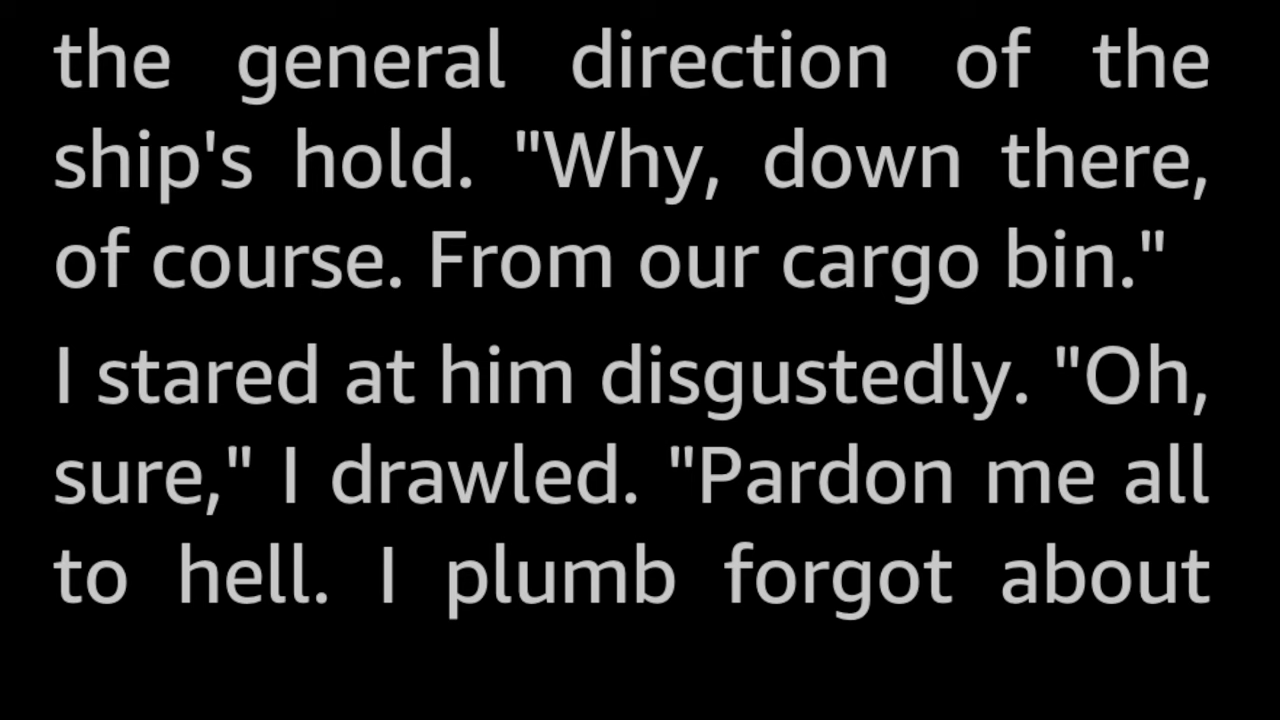 the general direction of the
ship's hold. "Why, down there,
of course. From our cargo bin."
I stared at him disgustedly. "Oh,
sure," I drawled. "Pardon me all
to hell. I plumb forgot about